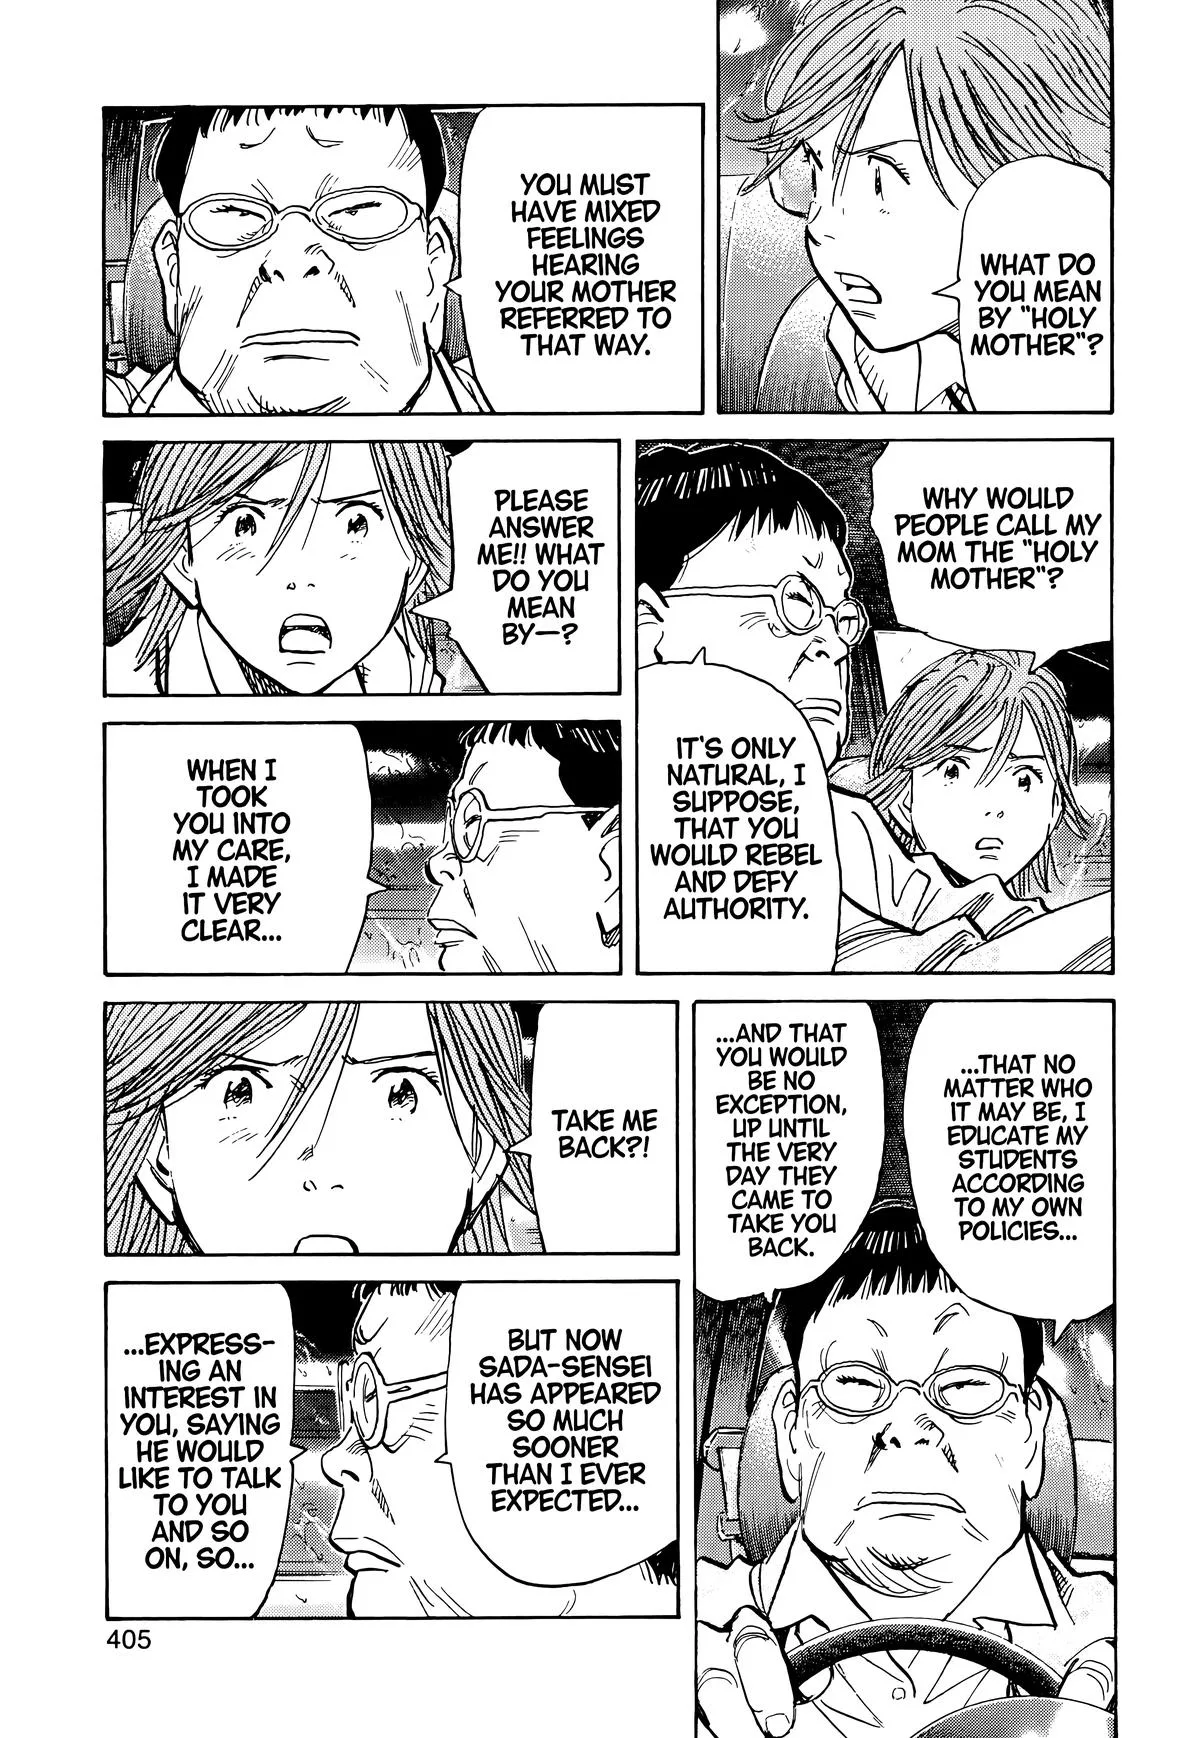 WHAT DO
YOU MEAN
BY "HOLY
MOTHER"?
YOU MUST
HAVE MIXED
FEELINGS
HEARING
YOUR MOTHER
REFERRED TO
THAT WAY.
WHY WOULD
PEOPLE CALL MY
MOM THE "HOLY
MOTHER"?
IT'S ONLY
NATURAL, I
SUPPOSE,
THAT YOU
WOULD REBEL
AND DEFY
AUTHORITY.
PLEASE
ANSWER
ME!! WHAT
DO YOU
MEAN
BY—?
WHEN I
TOOK
YOU INTO
MY CARE,
I MADE
IT VERY
CLEAR...
...THAT NO
MATTER WHO
IT MAY BE, I
EDUCATE MY
STUDENTS
ACCORDING
TO MY OWN
POLICIES...
...AND THAT
YOU WOULD
BE NO
EXCEPTION,
UP UNTIL
THE VERY
DAY THEY
CAME TO
TAKE YOU
BACK.
TAKE ME
BACK?!
BUT NOW
SADA-SENSEI
HAS APPEARED
SO MUCH
SOONER
THAN I EVER
EXPECTED...
...EXPRESS-
ING AN
INTEREST IN
YOU, SAYING
HE WOULD
LIKE TO TALK
TO YOU
AND SO
ON, SO...
405